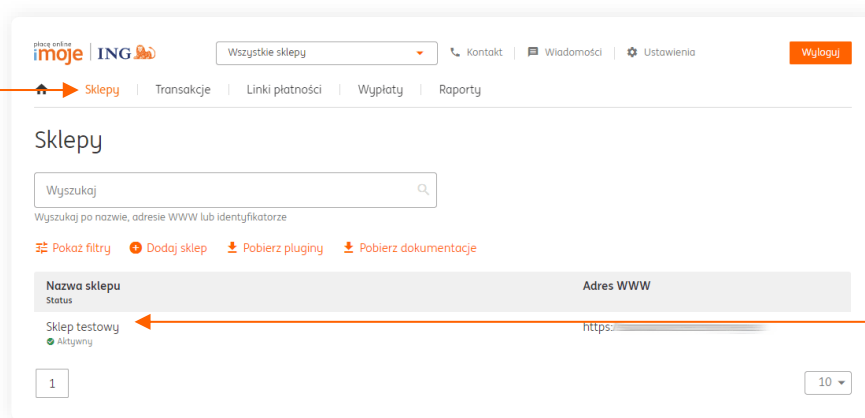 płacę online
imoje ING Wszystkie sklepy Kontakt Wiadomości Ustawienia Wyloguj
Sklepy Transakcje Linki płatności Wypłaty Raporty
Sklepy
Wyszukaj
Wyszukaj po nazwie, adresie WWW lub identyfikatorze
Pokaż filtry Dodaj sklep Pobierz pluginy Pobierz dokumentacje
Nazwa sklepu Adres WWW
Status
Sklep testowy https:
Aktywny
1 10